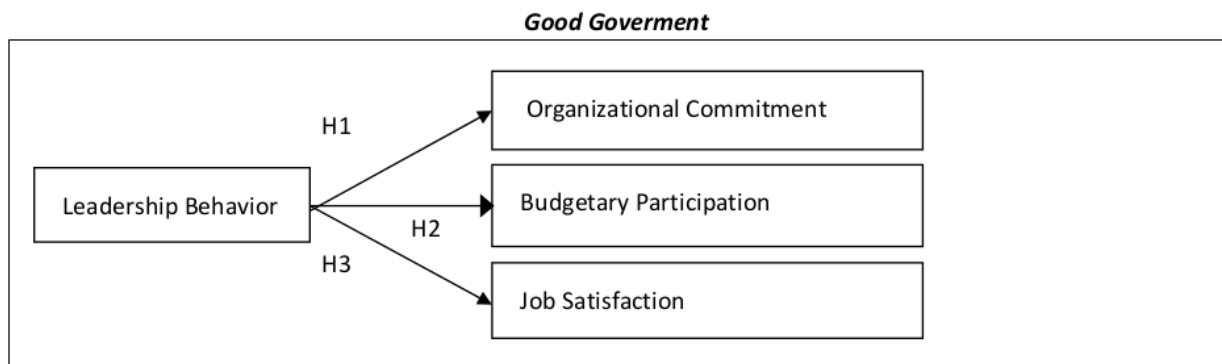 Good Goverment
Organizational Commitment
H1
Leadership Behavior
Budgetary Participation
H2
H3
Job Satisfaction